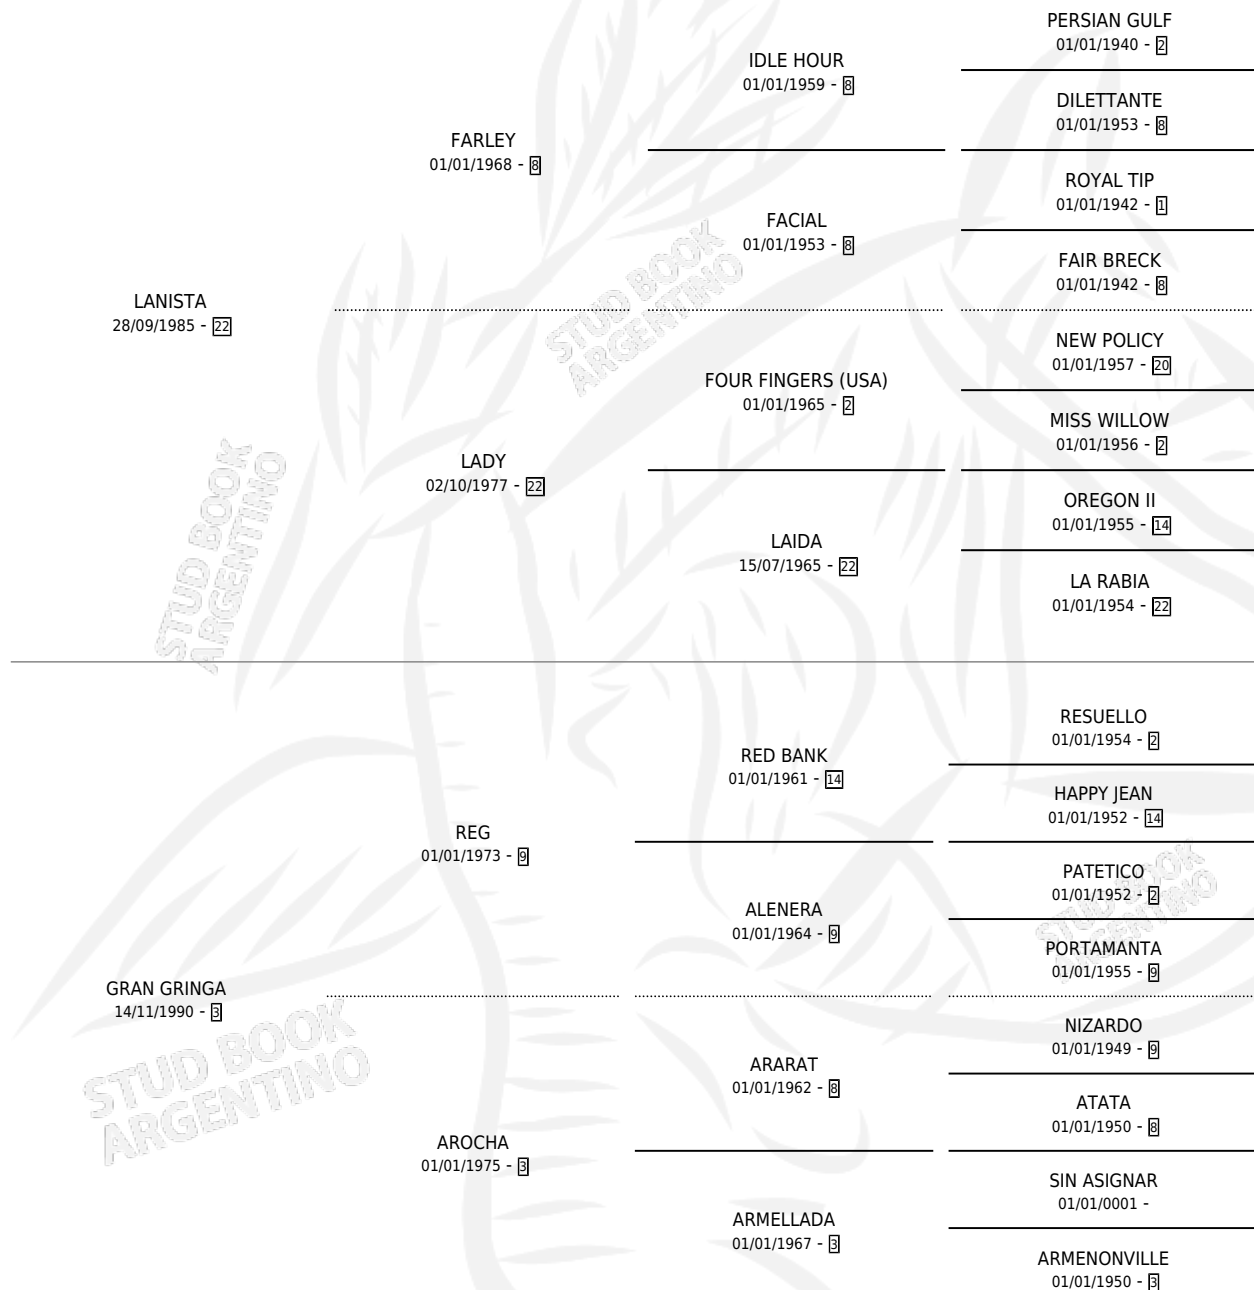 PERSIAN GULF
01/01/1940 - 2
IDLE HOUR
01/01/1959 - 8
DILETTANTE
01/01/1953 - 8
FARLEY
01/01/1968 - 8
ROYAL TIP
01/01/1942 - 1
FACIAL
01/01/1953 - 8
FAIR BRECK
01/01/1942 - 8
LANISTA
28/09/1985 - 22
NEW POLICY
01/01/1957 - 20
FOUR FINGERS (USA)
01/01/1965 - 2
MISS WILLOW
01/01/1956 - 2
LADY
02/10/1977 - 22
OREGON II
01/01/1955 - 14
LAIDA
15/07/1965 - 22
LA RABIA
01/01/1954 - 22
RESUELLO
01/01/1954 - 2
RED BANK
01/01/1961 - 14
HAPPY JEAN
01/01/1952 - 14
REG
01/01/1973 - 9
PATETICO
01/01/1952 - 2
ALENERA
01/01/1964 - 9
PORTAMANTA
01/01/1955 - 9
GRAN GRINGA
14/11/1990 - 3
NIZARDO
01/01/1949 - 9
ARARAT
01/01/1962 - 8
ATATA
01/01/1950 - 8
AROCHA
01/01/1975 - 3
SIN ASIGNAR
01/01/0001 -
ARMELLADA
01/01/1967 - 3
ARMENONVILLE
01/01/1950 - 3
STUD BOOK
ARGENTINO
STUD BOOK
ARGENTINO
STUD BOOK
ARGENTINO
STUD BOOK
ARGENTINO